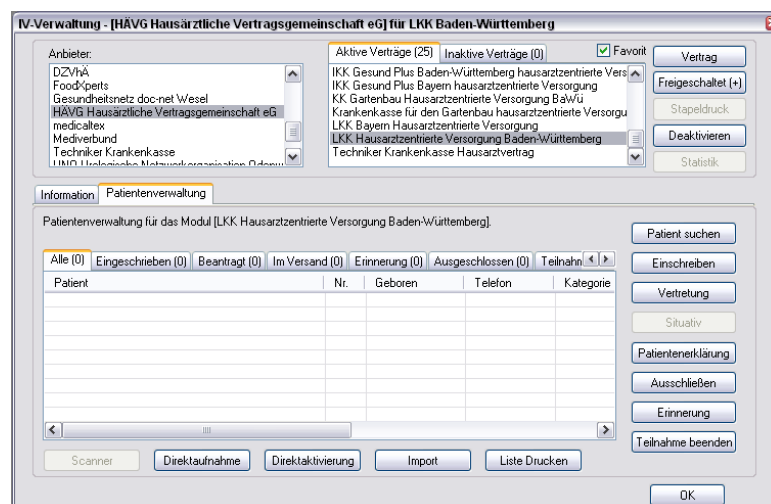 IV-Verwaltung - [HÄVG Hausärztliche Vertragsgemeinschaft eG] für LKK Baden-Württemberg
Anbieter:
DZVhÄ
FoodXperts
Gesundheitsnetz doc-net Wesel
HÄVG Hausärztliche Vertragsgemeinschaft eG
medicaltex
Mediverbund
Techniker Krankenkasse
UNO Urologische Netzwerkorganisation Odenw
Aktive Verträge (25) Inaktive Verträge (0)
Favorit
IKK Gesund Plus Baden-Württemberg hausarztzentrierte Vers
IKK Gesund Plus Bayern hausarztzentrierte Versorgung
KK Gartenbau Hausarztzentrierte Versorgung BaWü
Krankenkasse für den Gartenbau hausarztzentrierte Versorgu
LKK Bayern Hausarztzentrierte Versorgung
LKK Hausarztzentrierte Versorgung Baden-Württemberg
Techniker Krankenkasse Hausarztvertrag
Vertrag
Freigeschaltet (+)
Stapeldruck
Deaktivieren
Statistik
Information Patientenverwaltung
Patientenverwaltung für das Modul [LKK Hausarztzentrierte Versorgung Baden-Württemberg].
Alle (0) Eingeschrieben (0) Beantragt (0) Im Versand (0) Erinnerung (0) Ausgeschlossen (0) Teilnahm
Patient Nr. Geboren Telefon Kategorie
Patient suchen
Einschreiben
Vertretung
Situativ
Patientenerklärung
Ausschließen
Erinnerung
Teilnahme beenden
Scanner Direktaufnahme Direktaktivierung Import Liste Drucken
OK